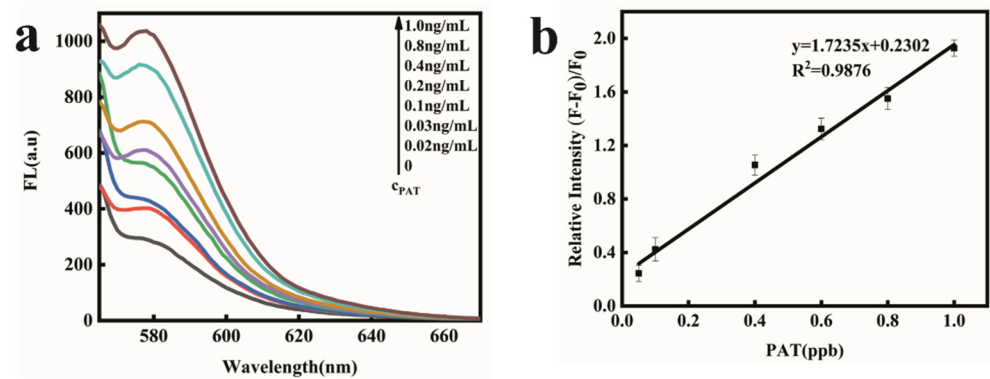 a
1000
800
600
400
200
0
FL(a.u)
580
600
620
640
660
Wavelength(nm)
1.0ng/mL
0.8ng/mL
0.4ng/mL
0.2ng/mL
0.1ng/mL
0.03ng/mL
0.02ng/mL
0
cPAT
b
2.0
1.6
1.2
0.8
0.4
0.0
Relative Intensity (F-F0)/F0
y=1.7235x+0.2302
R2=0.9876
0.0
0.2
0.4
0.6
0.8
1.0
PAT(ppb)